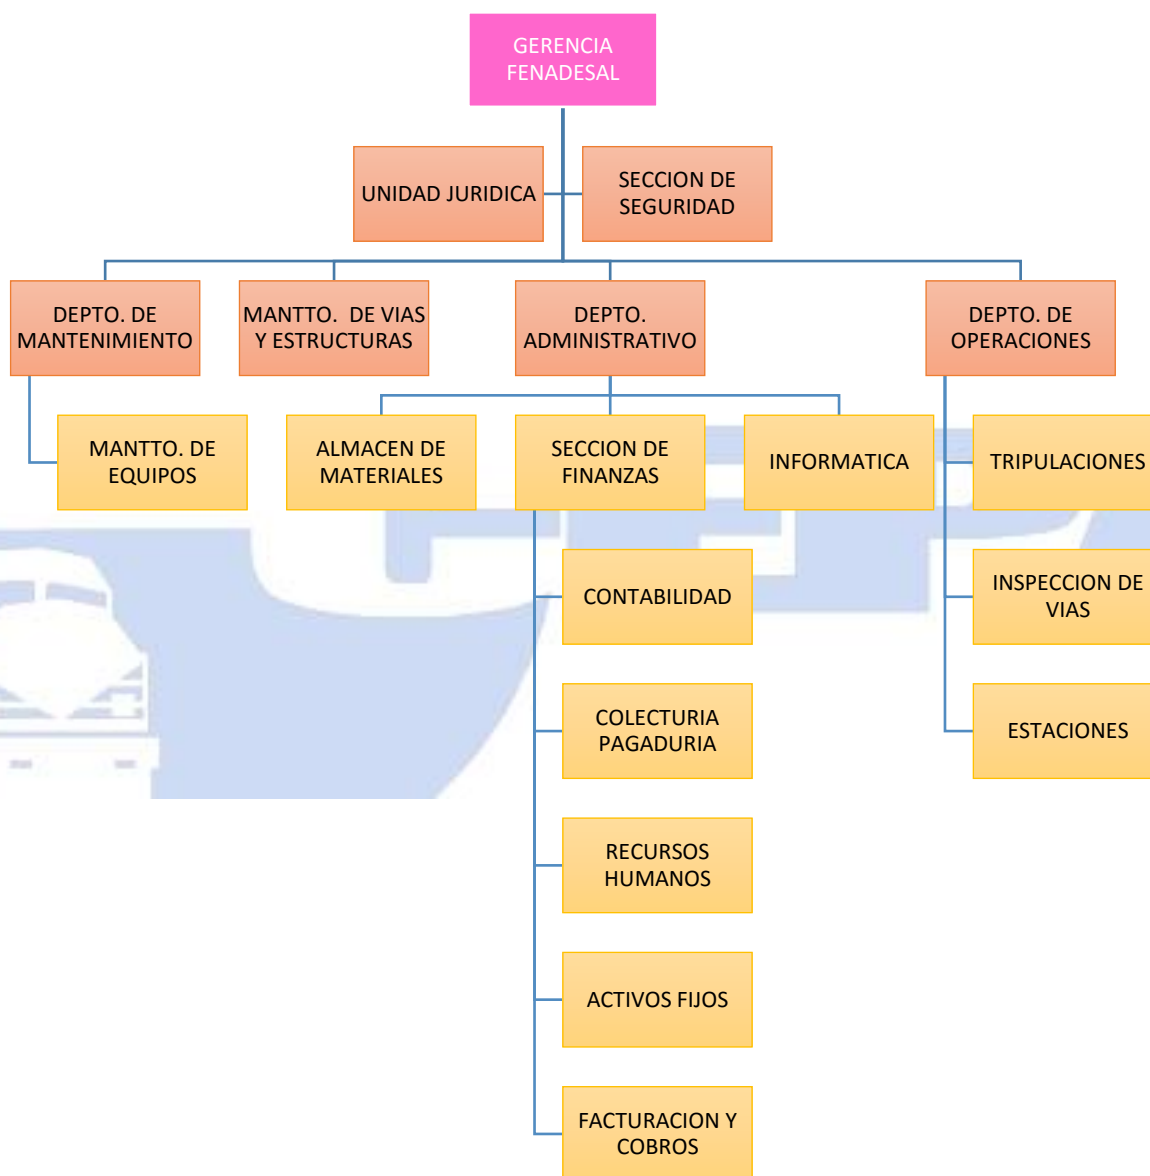 GERENCIA
FENADESAL
UNIDAD JURIDICA
SECCION DE
SEGURIDAD
DEPTO. DE
MANTENIMIENTO
MANTTO. DE VIAS
Y ESTRUCTURAS
DEPTO.
ADMINISTRATIVO
DEPTO. DE
OPERACIONES
MANTTO. DE
EQUIPOS
ALMACEN DE
MATERIALES
SECCION DE
FINANZAS
INFORMATICA
TRIPULACIONES
CONTABILIDAD
INSPECCION DE
VIAS
COLECTURIA
PAGADURIA
ESTACIONES
RECURSOS
HUMANOS
ACTIVOS FIJOS
FACTURACION Y
COBROS